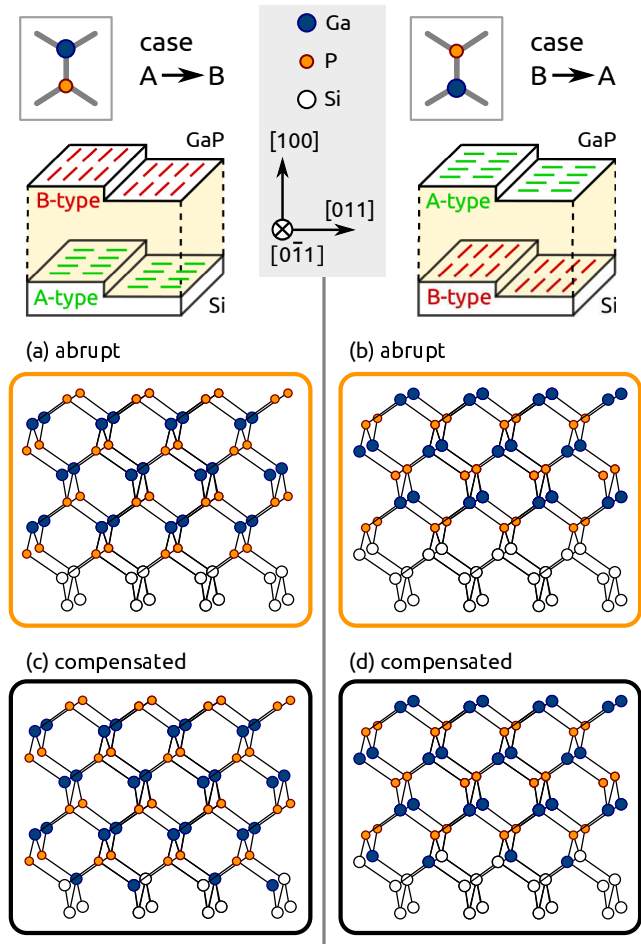 case
A → B
Ga
P
Si
case
B → A
GaP
B-type
A-type
Si
[100]
[011]
[01̄1]
GaP
A-type
B-type
Si
(a) abrupt
(b) abrupt
(c) compensated
(d) compensated